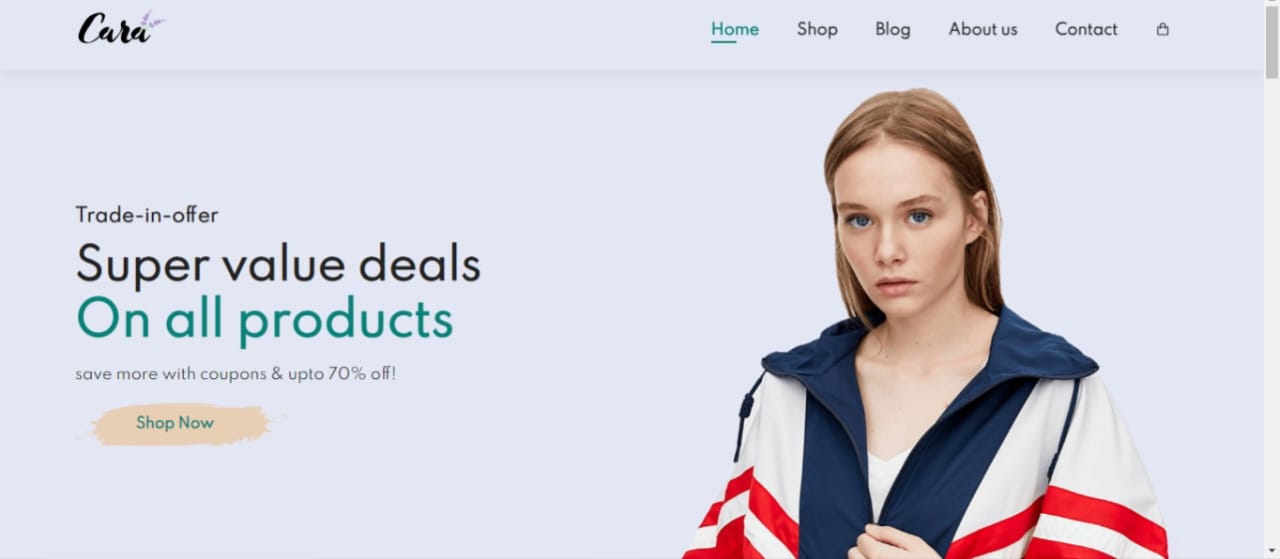 Cara
Home Shop Blog About us Contact
Trade-in-offer
Super value deals
On all products
save more with coupons & upto 70% off!
Shop Now